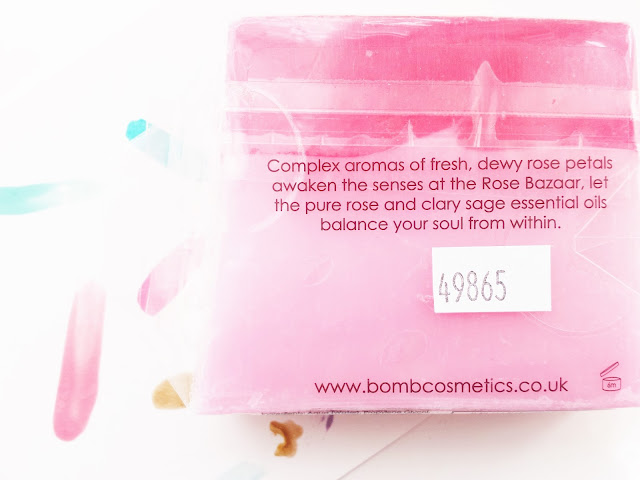 Complex aromas of fresh, dewy rose petals
awaken the senses at the Rose Bazaar, let
the pure rose and clary sage essential oils
balance your soul from within.
49865
www.bombcosmetics.co.uk
6m